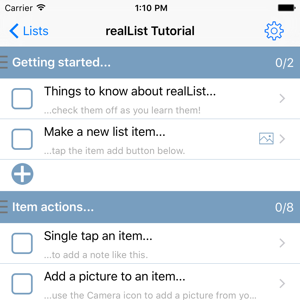 Carrier 1:10 PM
Lists realList Tutorial
Getting started... 0/2
Things to know about realList...
...check them off as you learn them!
Make a new list item...
...tap the item add button below.
Item actions... 0/8
Single tap an item...
...to add a note like this.
Add a picture to an item...
...use the Camera icon to add a picture from yo...